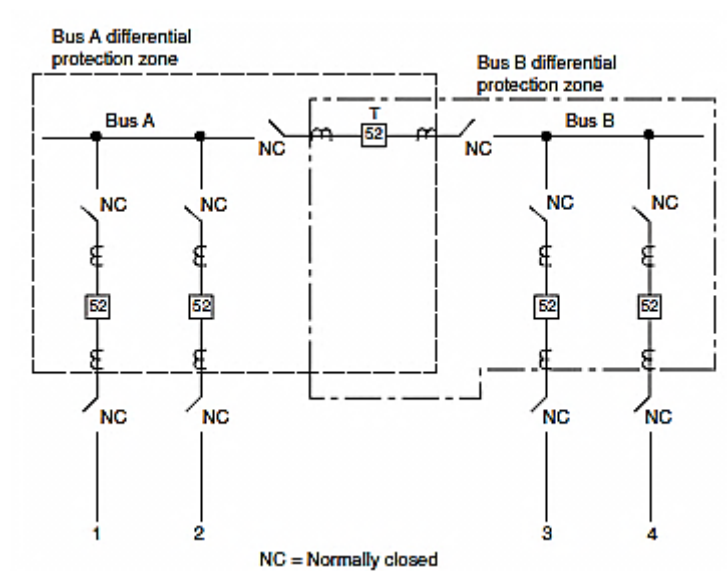 Bus A differential
protection zone
Bus B differential
protection zone
Bus A
T
52
Bus B
NC
NC
NC
NC
NC
NC
52
52
52
52
NC
NC
NC
NC
1
2
3
4
NC = Normally closed